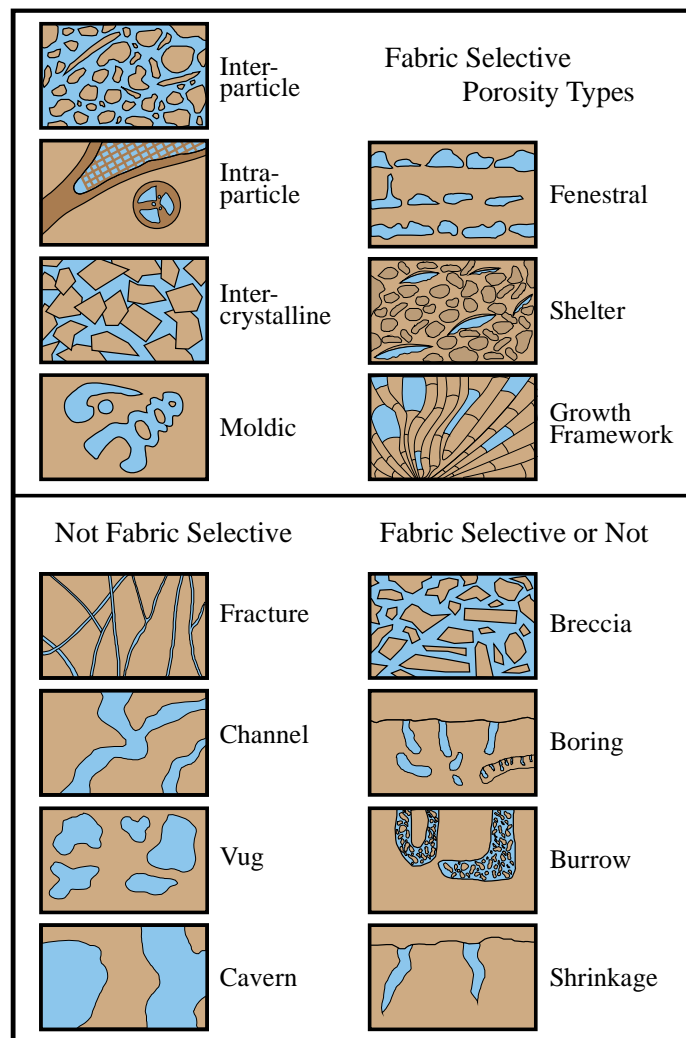 Inter-
particle
Fabric Selective
Porosity Types
Intra-
particle
Fenestral
Inter-
crystalline
Shelter
Moldic
Growth
Framework
Not Fabric Selective
Fabric Selective or Not
Fracture
Breccia
Channel
Boring
Vug
Burrow
Cavern
Shrinkage